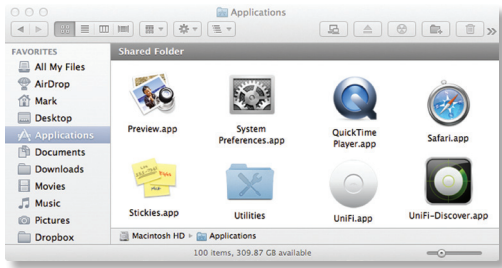 Applications
FAVORITES
All My Files
AirDrop
Mark
Desktop
Applications
Documents
Downloads
Movies
Music
Pictures
Dropbox
Shared Folder
Preview.app
System
Preferences.app
QuickTime
Player.app
Safari.app
Stickies.app
Utilities
UniFi.app
UniFi-Discover.app
Macintosh HD
Applications
100 items, 309.87 GB available